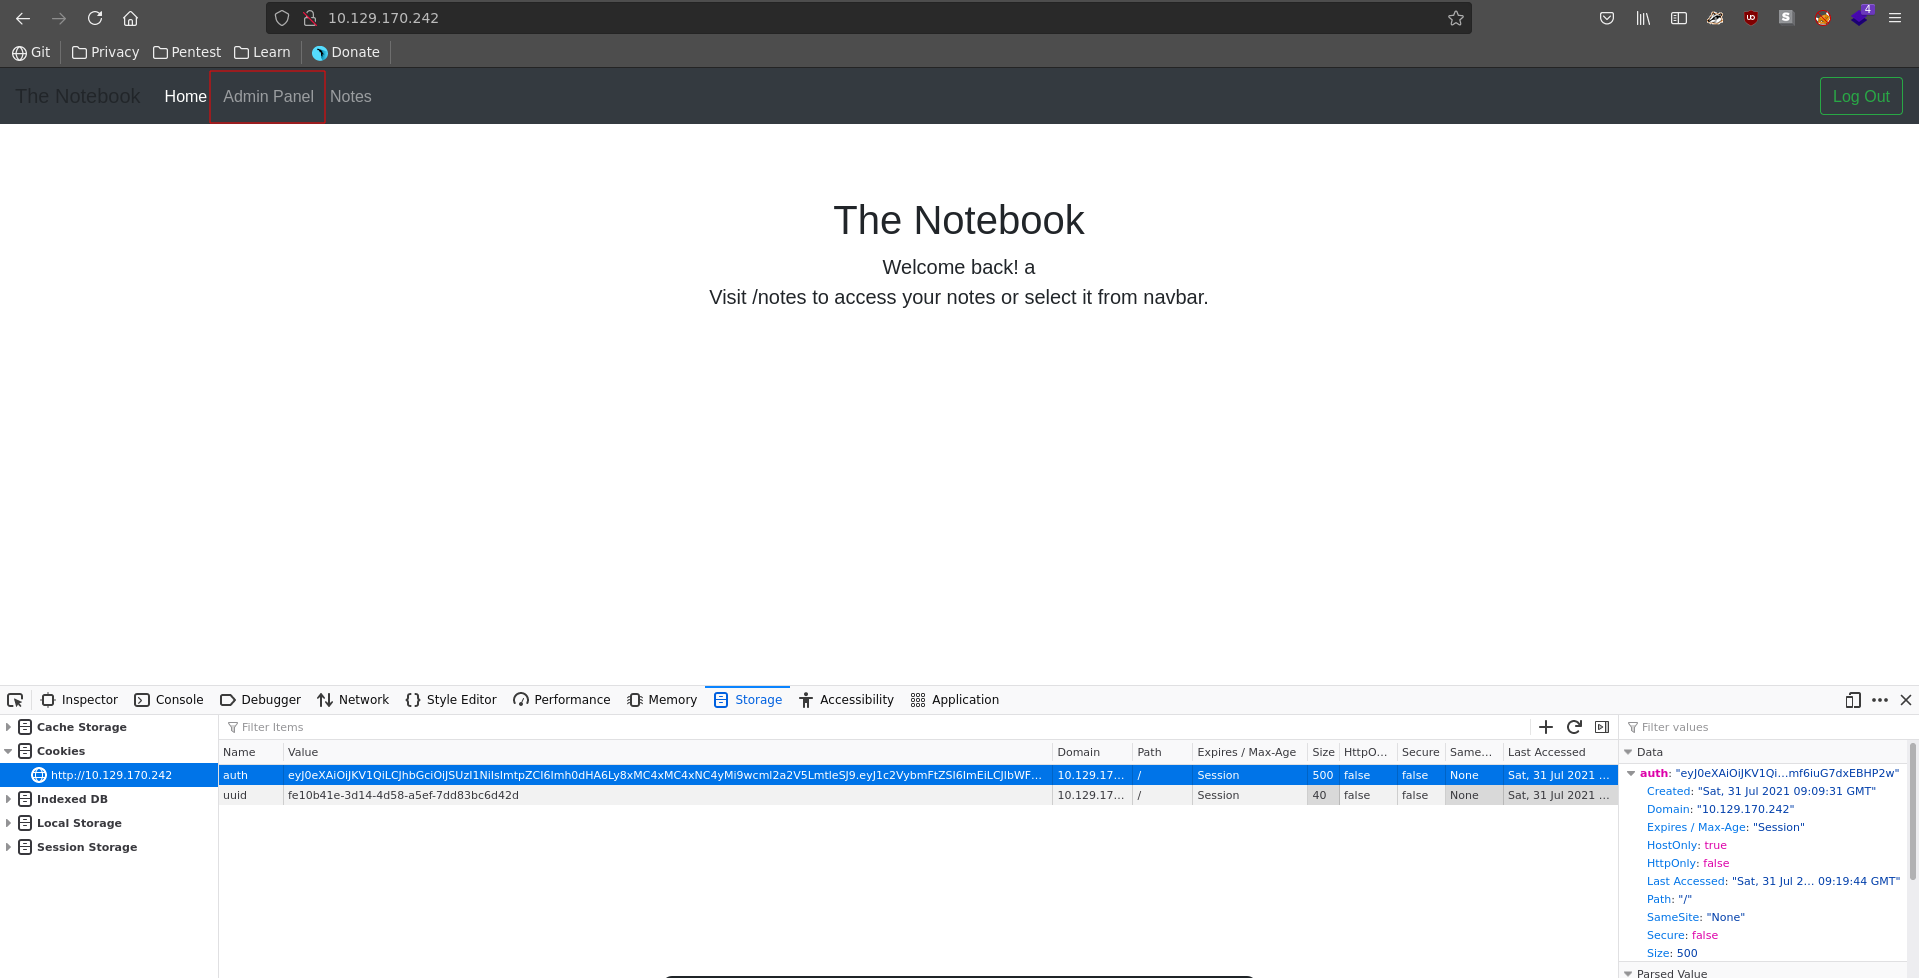 10.129.170.242
4
Git Privacy Pentest Learn Donate
The Notebook Home Admin Panel Notes Log Out
The Notebook
Welcome back! a
Visit /notes to access your notes or select it from navbar.
Inspector Console Debugger Network Style Editor Performance Memory Storage Accessibility Application
Cache Storage
Cookies
http://10.129.170.242
Indexed DB
Local Storage
Session Storage
Filter Items
Name Value Domain Path Expires / Max-Age Size HttpO... Secure Same... Last Accessed
auth eyJ0eXAiOiJKV1QiLCJhbGciOiJSUzI1NiIsImtpZCI6Imh0dHA6Ly8xMC4xMC4xNC4yMi9wcml2a2V5LmtleSJ9.eyJ1c2VybmFtZSI6ImEiLCJlbWF... 10.129.17... / Session 500 false false None Sat, 31 Jul 2021 ...
uuid fe10b41e-3d14-4d58-a5ef-7dd83bc6d42d 10.129.17... / Session 40 false false None Sat, 31 Jul 2021 ...
Filter values
Data
auth: "eyJ0eXAiOiJKV1Qi...mf6iuG7dxEBHP2w"
Created: "Sat, 31 Jul 2021 09:09:31 GMT"
Domain: "10.129.170.242"
Expires / Max-Age: "Session"
HostOnly: true
HttpOnly: false
Last Accessed: "Sat, 31 Jul 2... 09:19:44 GMT"
Path: "/"
SameSite: "None"
Secure: false
Size: 500
Parsed Value